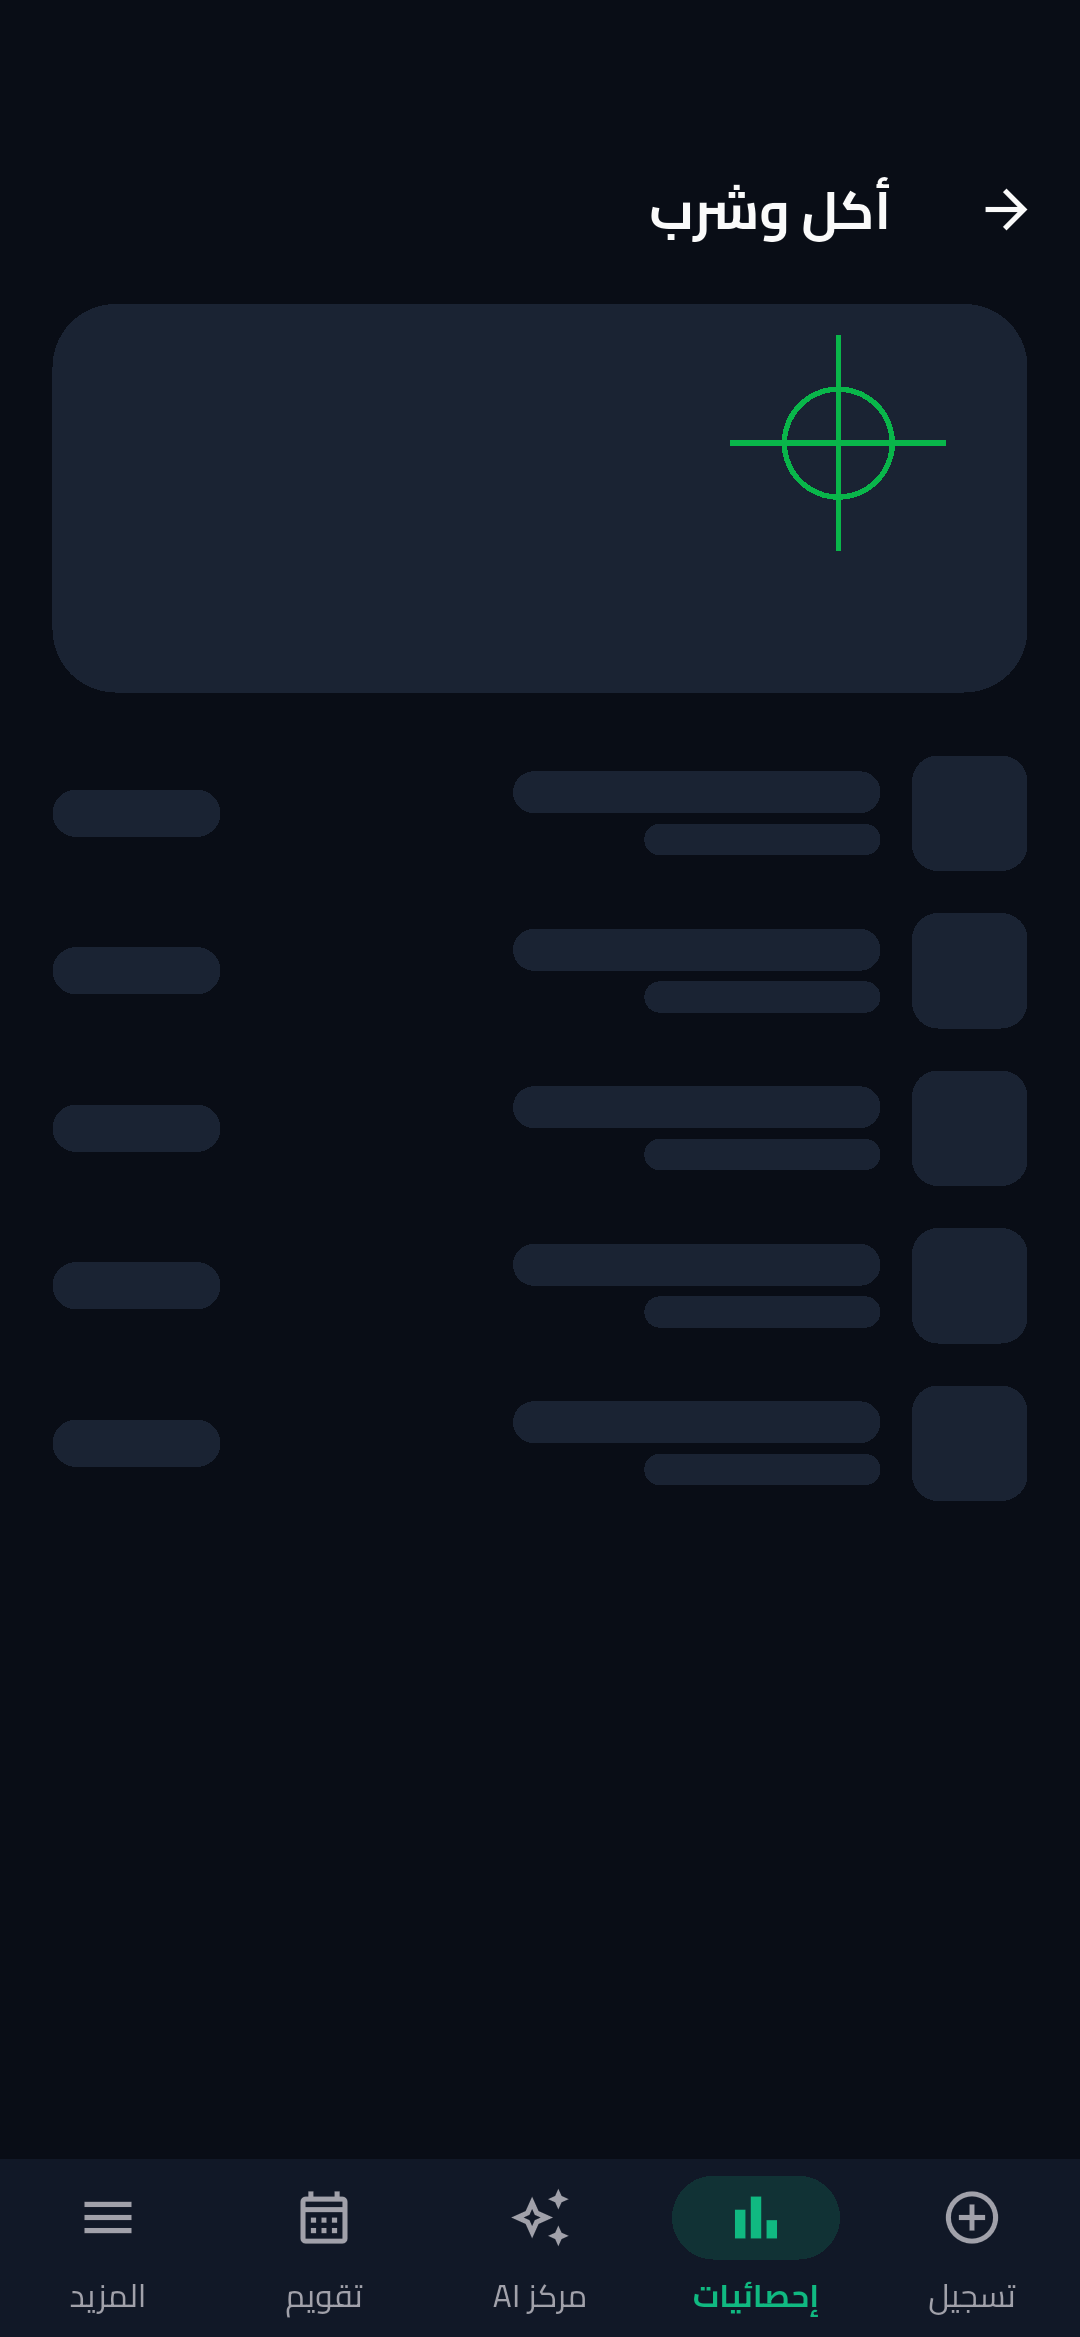 أكل وشرب
تسجيل
إحصائيات
مركز AI
تقويم
المزيد